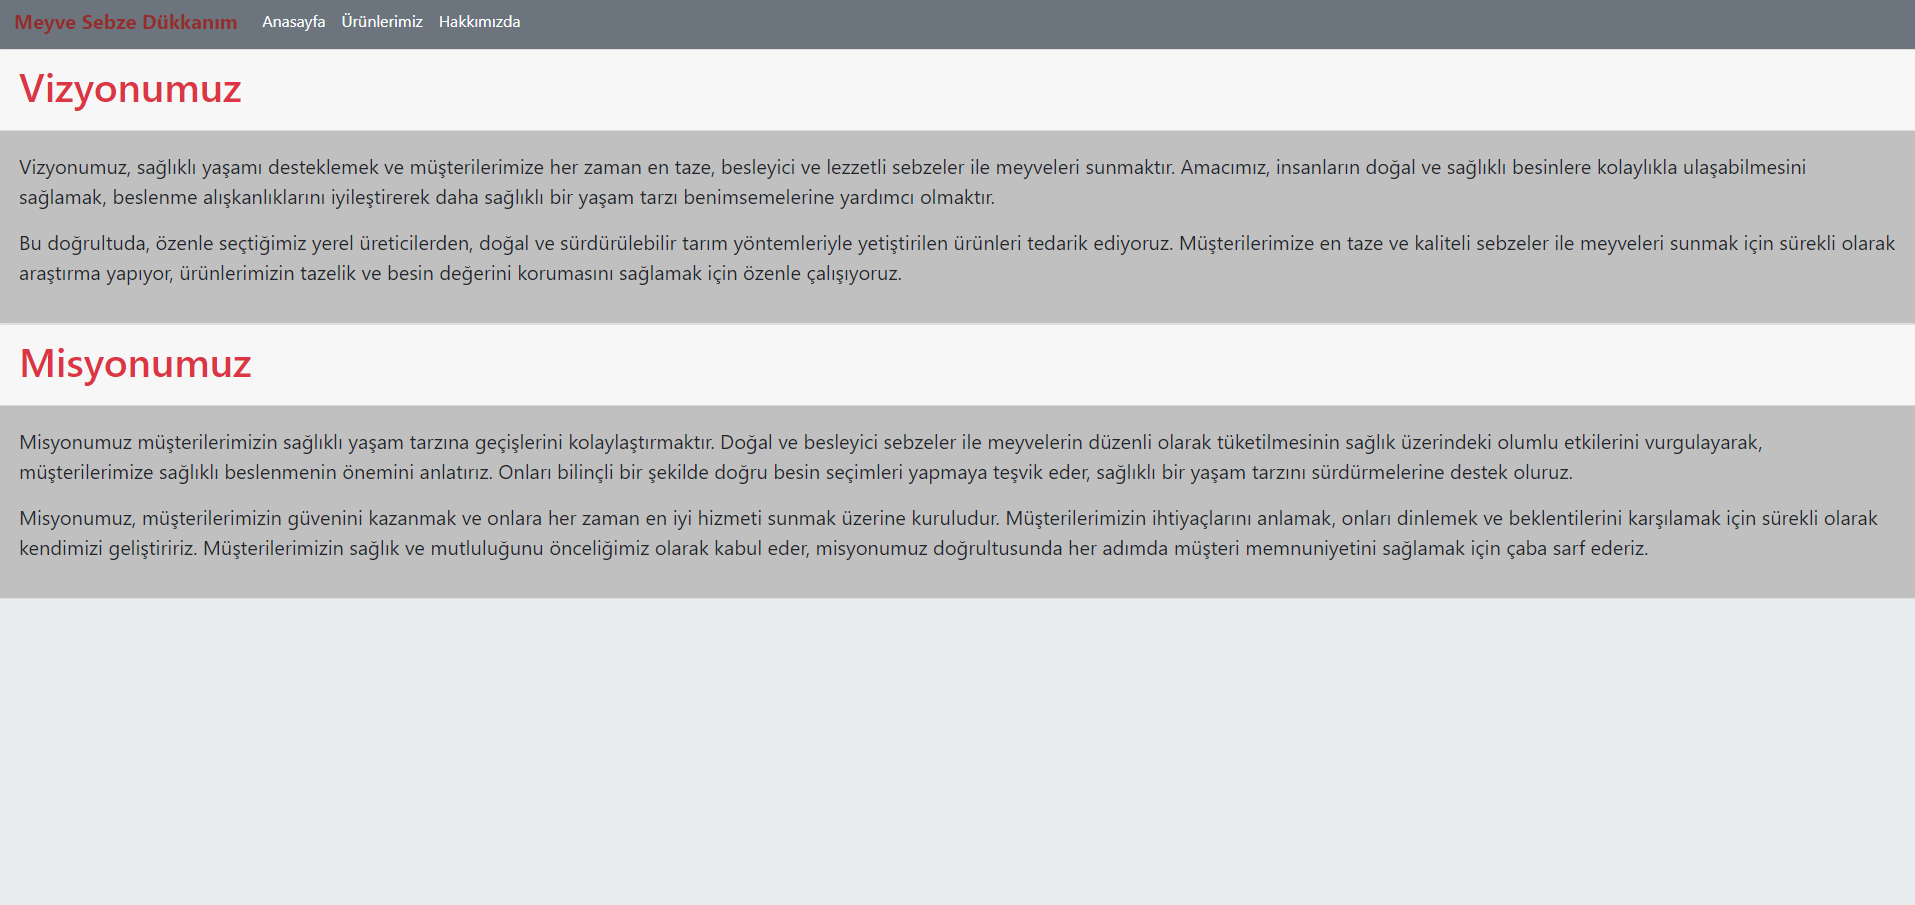 Meyve Sebze Dükkanım Anasayfa Ürünlerimiz Hakkımızda
Vizyonumuz
Vizyonumuz, sağlıklı yaşamı desteklemek ve müşterilerimize her zaman en taze, besleyici ve lezzetli sebzeler ile meyveleri sunmaktır. Amacımız, insanların doğal ve sağlıklı besinlere kolaylıkla ulaşabilmesini
sağlamak, beslenme alışkanlıklarını iyileştirerek daha sağlıklı bir yaşam tarzı benimsemelerine yardımcı olmaktır.
Bu doğrultuda, özenle seçtiğimiz yerel üreticilerden, doğal ve sürdürülebilir tarım yöntemleriyle yetiştirilen ürünleri tedarik ediyoruz. Müşterilerimize en taze ve kaliteli sebzeler ile meyveleri sunmak için sürekli olarak
araştırma yapıyor, ürünlerimizin tazelik ve besin değerini korumasını sağlamak için özenle çalışıyoruz.
Misyonumuz
Misyonumuz müşterilerimizin sağlıklı yaşam tarzına geçişlerini kolaylaştırmaktır. Doğal ve besleyici sebzeler ile meyvelerin düzenli olarak tüketilmesinin sağlık üzerindeki olumlu etkilerini vurgulayarak,
müşterilerimize sağlıklı beslenmenin önemini anlatırız. Onları bilinçli bir şekilde doğru besin seçimleri yapmaya teşvik eder, sağlıklı bir yaşam tarzını sürdürmelerine destek oluruz.
Misyonumuz, müşterilerimizin güvenini kazanmak ve onlara her zaman en iyi hizmeti sunmak üzerine kuruludur. Müşterilerimizin ihtiyaçlarını anlamak, onları dinlemek ve beklentilerini karşılamak için sürekli olarak
kendimizi geliştiririz. Müşterilerimizin sağlık ve mutluluğunu önceliğimiz olarak kabul eder, misyonumuz doğrultusunda her adımda müşteri memnuniyetini sağlamak için çaba sarf ederiz.